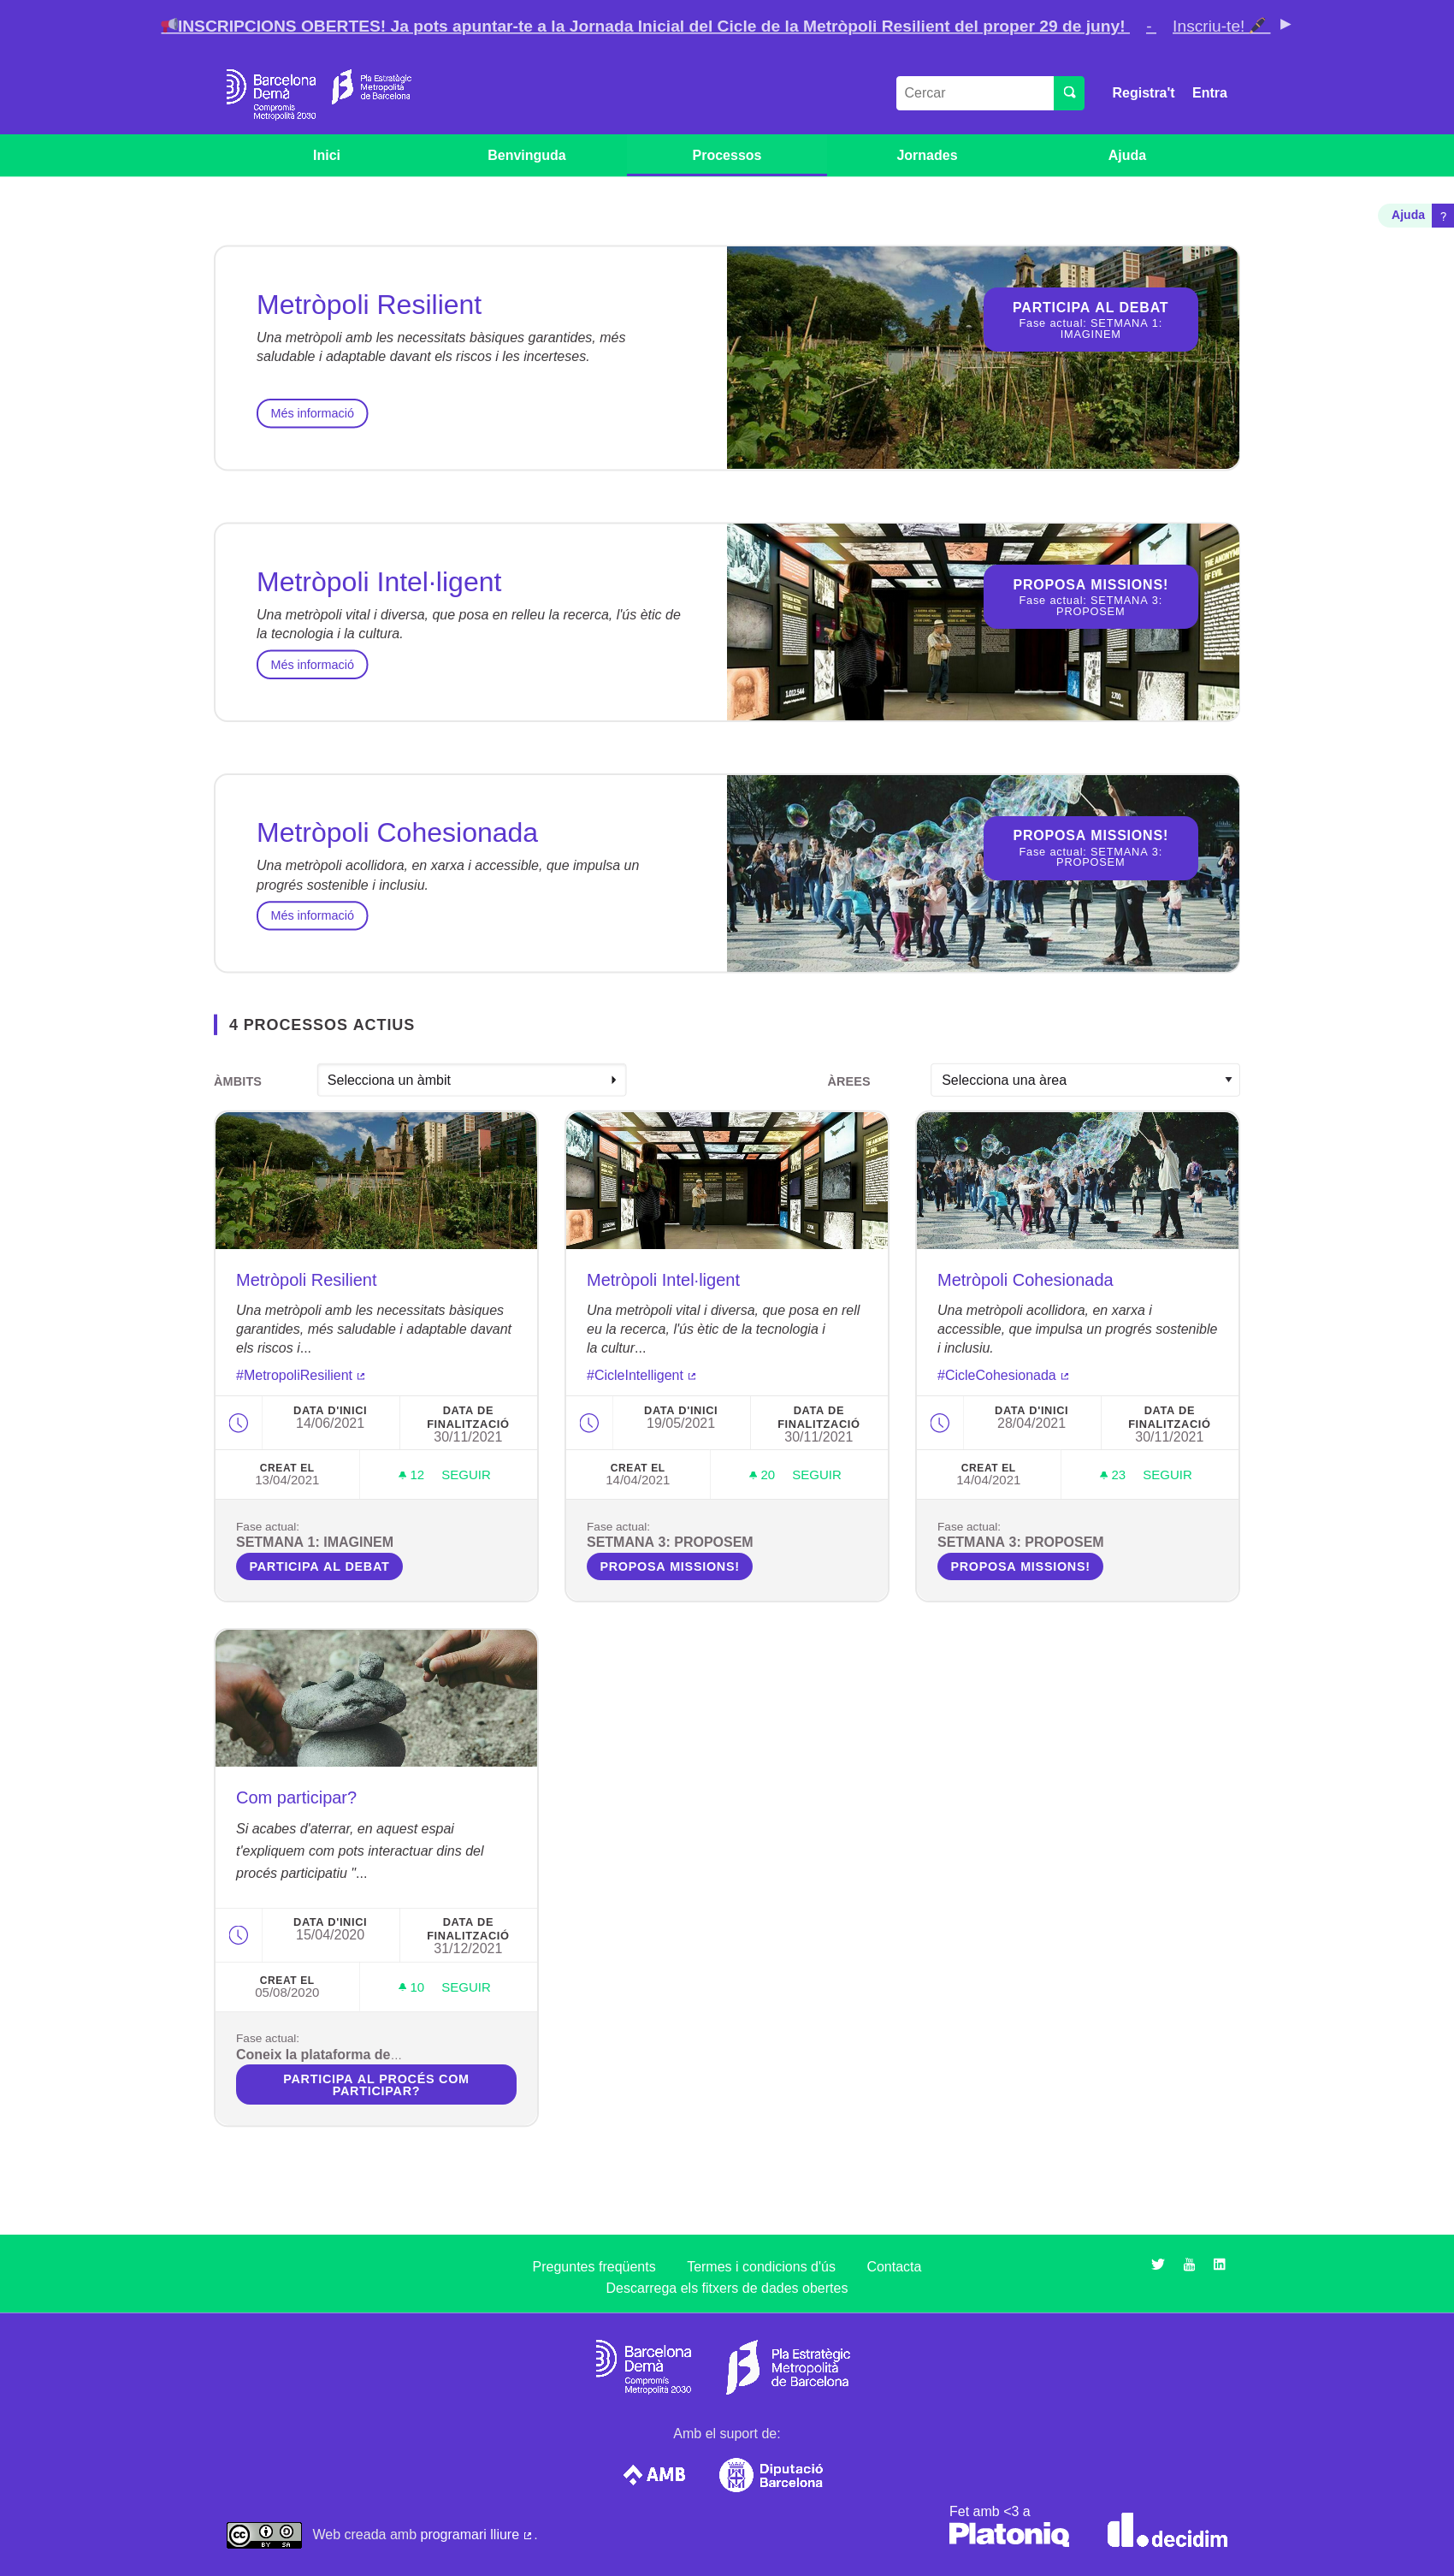 INSCRIPCIONS OBERTES! Ja pots apuntar-te a la Jornada Inicial del Cicle de la Metròpoli Resilient del proper 29 de juny! - Inscriu-te!
Barcelona
Demà
Compromís
Metropolità 2030
Pla Estratègic
Metropolità
de Barcelona
Cercar
Registra't
Entra
Inici
Benvinguda
Processos
Jornades
Ajuda
Ajuda ?
Metròpoli Resilient
Una metròpoli amb les necessitats bàsiques garantides, més
saludable i adaptable davant els riscos i les incerteses.
Més informació
PARTICIPA AL DEBAT
Fase actual: SETMANA 1:
IMAGINEM
Metròpoli Intel·ligent
Una metròpoli vital i diversa, que posa en relleu la recerca, l'ús ètic de
la tecnologia i la cultura.
Més informació
PROPOSA MISSIONS!
Fase actual: SETMANA 3:
PROPOSEM
Metròpoli Cohesionada
Una metròpoli acollidora, en xarxa i accessible, que impulsa un
progrés sostenible i inclusiu.
Més informació
PROPOSA MISSIONS!
Fase actual: SETMANA 3:
PROPOSEM
4 PROCESSOS ACTIUS
ÀMBITS
Selecciona un àmbit
ÀREES
Selecciona una àrea
Metròpoli Resilient
Una metròpoli amb les necessitats bàsiques
garantides, més saludable i adaptable davant
els riscos i...
#MetropoliResilient
DATA D'INICI
14/06/2021
DATA DE
FINALITZACIÓ
30/11/2021
CREAT EL
13/04/2021
12 SEGUIR
Fase actual:
SETMANA 1: IMAGINEM
PARTICIPA AL DEBAT
Metròpoli Intel·ligent
Una metròpoli vital i diversa, que posa en rell
eu la recerca, l'ús ètic de la tecnologia i
la cultur...
#CicleIntelligent
DATA D'INICI
19/05/2021
DATA DE
FINALITZACIÓ
30/11/2021
CREAT EL
14/04/2021
20 SEGUIR
Fase actual:
SETMANA 3: PROPOSEM
PROPOSA MISSIONS!
Metròpoli Cohesionada
Una metròpoli acollidora, en xarxa i
accessible, que impulsa un progrés sostenible
i inclusiu.
#CicleCohesionada
DATA D'INICI
28/04/2021
DATA DE
FINALITZACIÓ
30/11/2021
CREAT EL
14/04/2021
23 SEGUIR
Fase actual:
SETMANA 3: PROPOSEM
PROPOSA MISSIONS!
Com participar?
Si acabes d'aterrar, en aquest espai
t'expliquem com pots interactuar dins del
procés participatiu "...
DATA D'INICI
15/04/2020
DATA DE
FINALITZACIÓ
31/12/2021
CREAT EL
05/08/2020
10 SEGUIR
Fase actual:
Coneix la plataforma de...
PARTICIPA AL PROCÉS COM
PARTICIPAR?
Preguntes freqüents
Termes i condicions d'ús
Contacta
Descarrega els fitxers de dades obertes
Barcelona
Demà
Compromís
Metropolità 2030
Pla Estratègic
Metropolità
de Barcelona
Amb el suport de:
AMB
Diputació
Barcelona
cc BY SA
Web creada amb programari lliure .
Fet amb <3 a
Platoniq
decidim